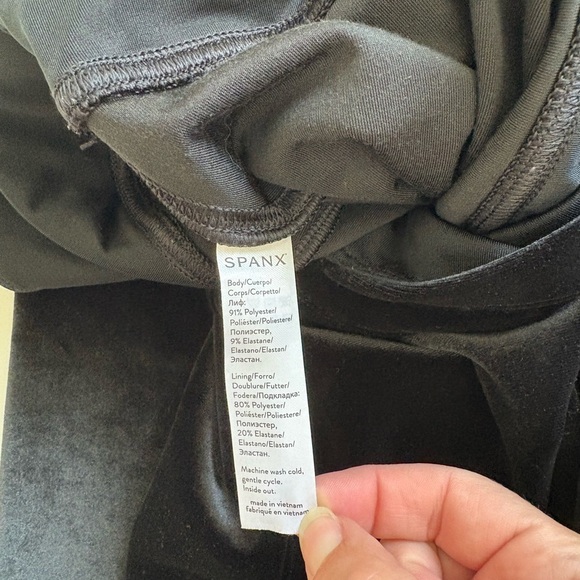 SPANX®
Body/Cuerpo/
Corps/Corpetto/
Лиф:
91% Polyester/
Poliéster/Poliestere/
Полиэстер,
9% Elastane/
Elastano/Elastan/
Эластан.
Lining/Forro/
Doublure/Futter/
Fodera/Подкладка:
80% Polyester/
Poliéster/Poliestere/
Полиэстер,
20% Elastane/
Elastano/Elastan/
Эластан.
Machine wash cold,
gentle cycle.
Inside out.
made in vietnam
fabriqué en vietnam